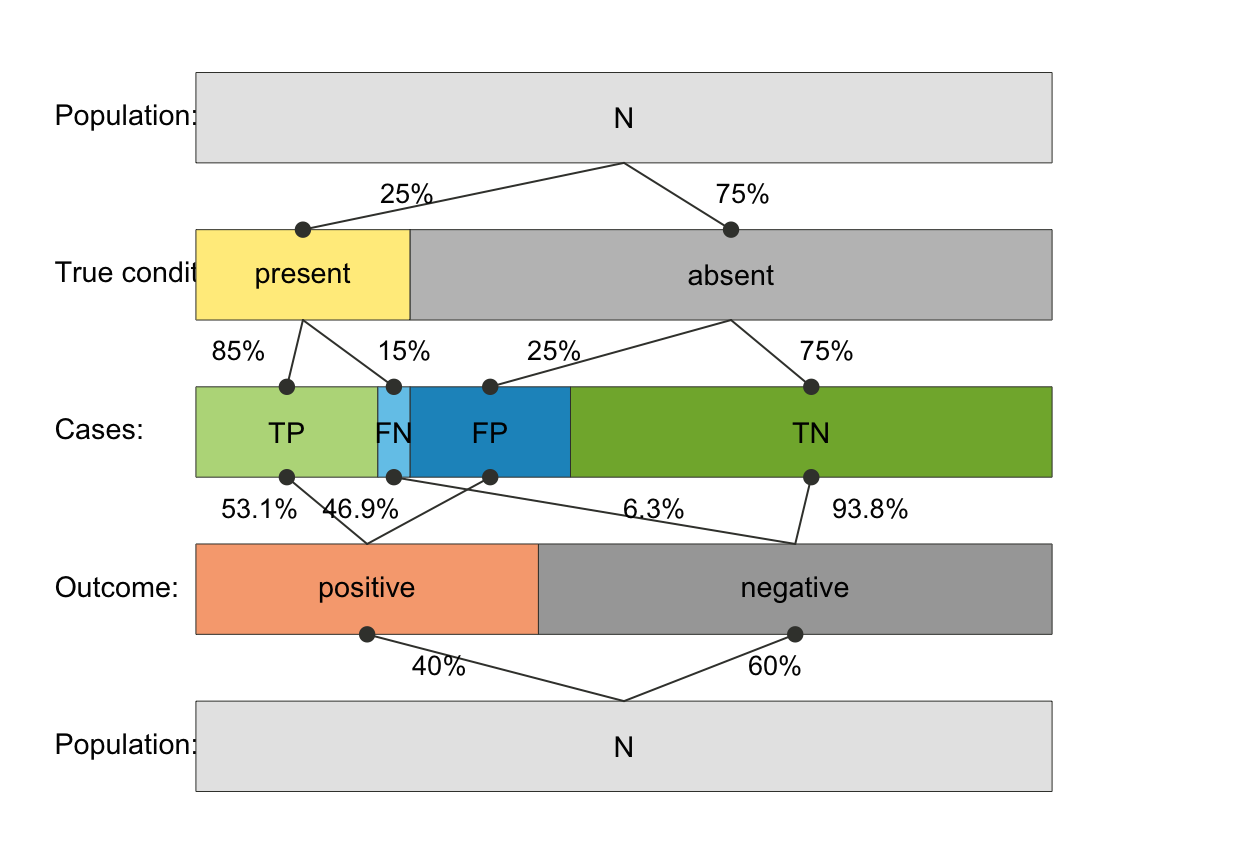 Population:
N
25%
75%
True condit
present
absent
85%
15%
25%
75%
Cases:
TP
FN
FP
TN
53.1%
46.9%
6.3%
93.8%
Outcome:
positive
negative
40%
60%
Population:
N